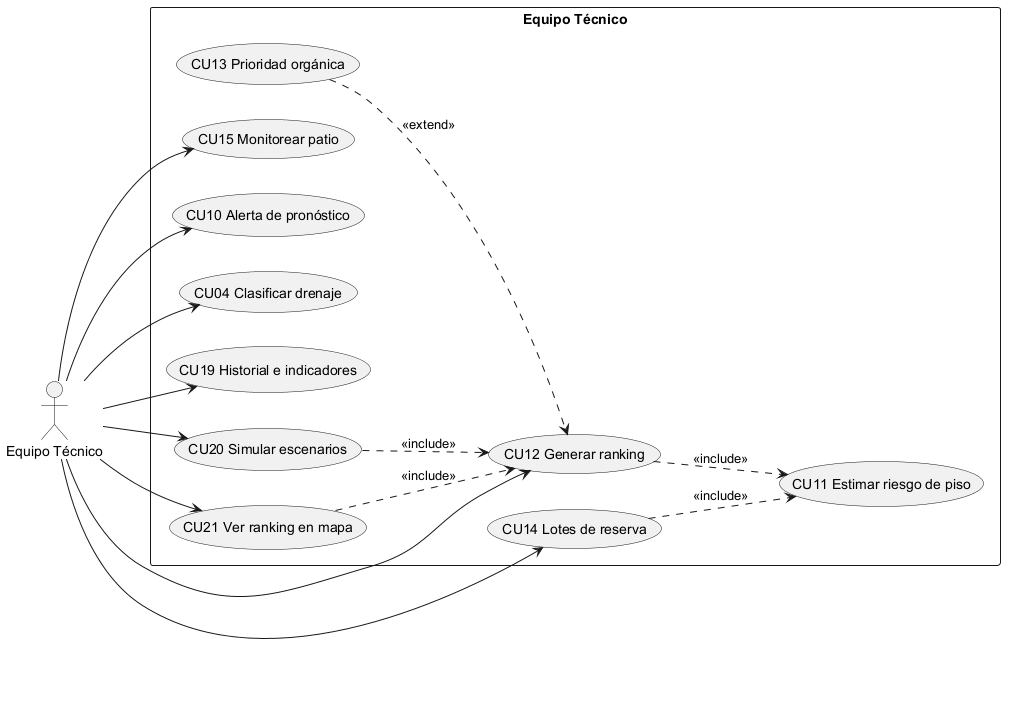 Equipo Técnico
CU13 Prioridad orgánica
«extend»
CU15 Monitorear patio
CU10 Alerta de pronóstico
CU04 Clasificar drenaje
CU19 Historial e indicadores
Equipo Técnico
CU20 Simular escenarios
«include»
CU12 Generar ranking
«include»
CU11 Estimar riesgo de piso
«include»
CU21 Ver ranking en mapa
CU14 Lotes de reserva
«include»